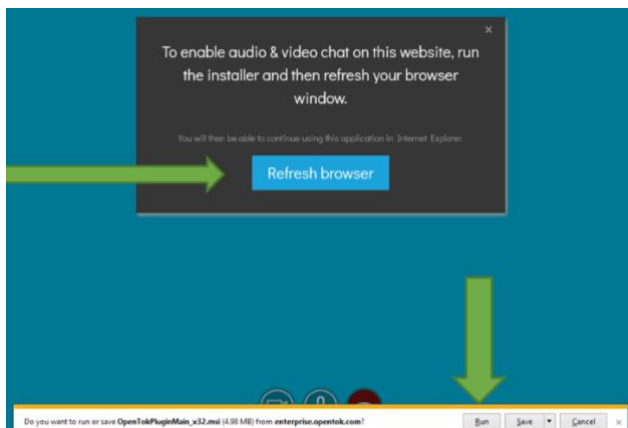 ×
To enable audio & video chat on this website, run
the installer and then refresh your browser
window.
You will then be able to continue using this application in Internet Explorer.
Refresh browser
Do you want to run or save OpenTokPluginMain_x32.msi (4.98 MB) from enterprise.opentok.com? Run Save Cancel ×